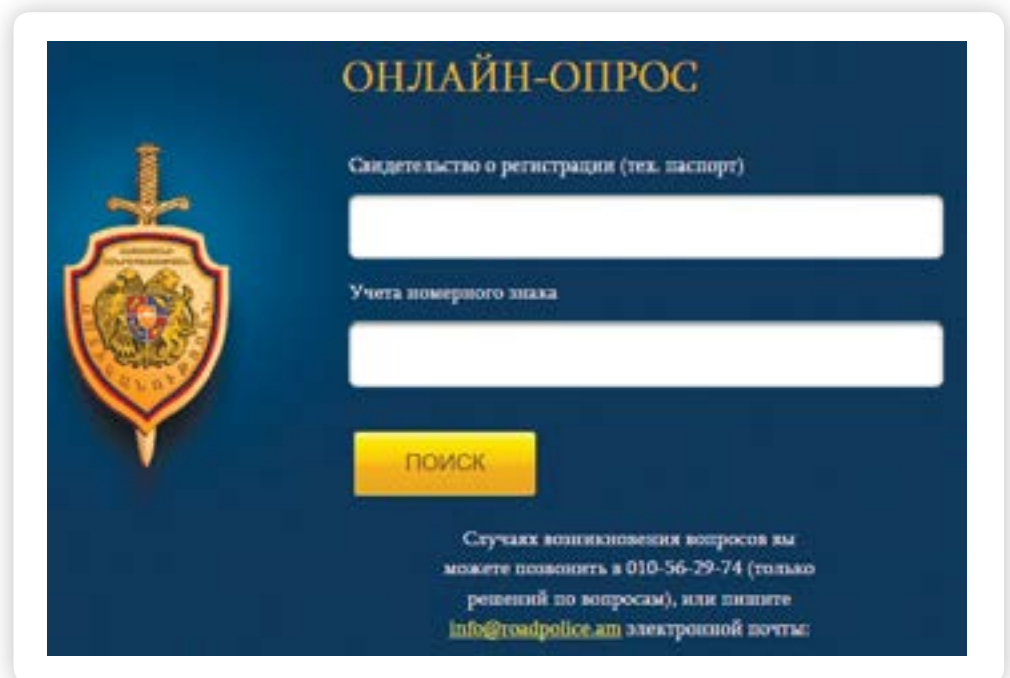 ОНЛАЙН-ОПРОС
Свидетельство о регистрации (тех. паспорт)
Учета номерного знака
ПОИСК
Случаях возникновения вопросов вы
можете позвонить в 010-56-29-74 (только
решений по вопросам), или пишите
info@roadpolice.am электронной почты: